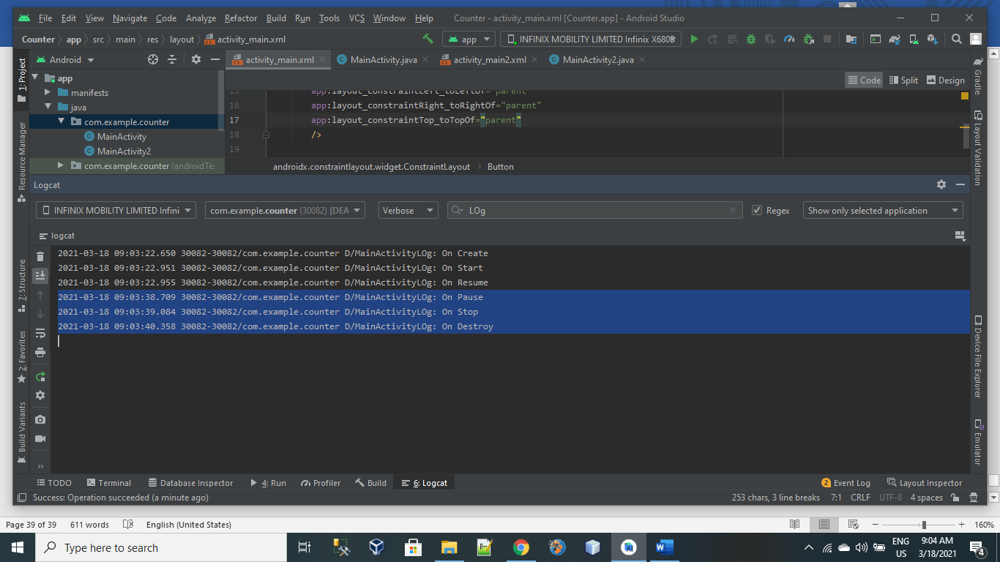 File Edit View Navigate Code Analyze Refactor Build Run Tools VCS Window Help Counter - activity_main.xml [Counter.app] - Android Studio
Counter app src main res layout activity_main.xml app INFINIX MOBILITY LIMITED Infinix X680B
Android activity_main.xml MainActivity.java activity_main2.xml MainActivity2.java
1: Project
Resource Manager
7: Structure
2: Favorites
Build Variants
app
manifests
java
com.example.counter
MainActivity
MainActivity2
com.example.counter (androidTes
Code Split Design
15 app:layout_constraintLeft_toLeftOf="parent"
16 app:layout_constraintRight_toRightOf="parent"
17 app:layout_constraintTop_toTopOf="parent"
18 />
19
androidx.constraintlayout.widget.ConstraintLayout Button
Gradle
Layout Validation
Device File Explorer
Emulator
Logcat
INFINIX MOBILITY LIMITED Infini com.example.counter (30082) [DEA Verbose LOg Regex Show only selected application
logcat
2021-03-18 09:03:22.650 30082-30082/com.example.counter D/MainActivityLOg: On Create
2021-03-18 09:03:22.951 30082-30082/com.example.counter D/MainActivityLOg: On Start
2021-03-18 09:03:22.955 30082-30082/com.example.counter D/MainActivityLOg: On Resume
2021-03-18 09:03:38.709 30082-30082/com.example.counter D/MainActivityLOg: On Pause
2021-03-18 09:03:39.084 30082-30082/com.example.counter D/MainActivityLOg: On Stop
2021-03-18 09:03:40.358 30082-30082/com.example.counter D/MainActivityLOg: On Destroy
TODO Terminal Database Inspector 4: Run Profiler Build 6: Logcat 2 Event Log Layout Inspector
Success: Operation succeeded (a minute ago) 253 chars, 3 line breaks 7:1 CRLF UTF-8 4 spaces
Page 39 of 39 611 words English (United States) 160%
Type here to search ENG 9:04 AM
US 3/18/2021 4